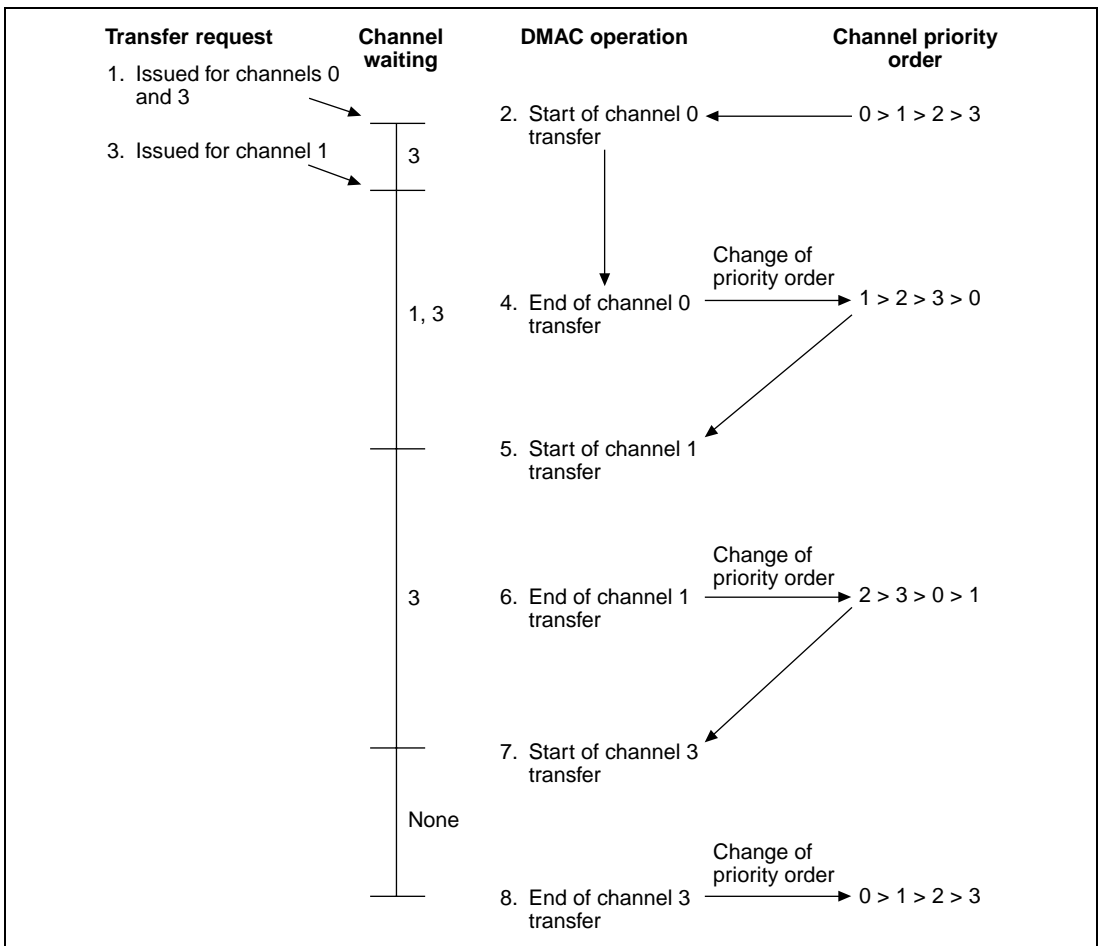 Transfer request
Channel
waiting
DMAC operation
Channel priority
order
1. Issued for channels 0
and 3
2. Start of channel 0
transfer
0 > 1 > 2 > 3
3. Issued for channel 1
3
Change of
priority order
1, 3
4. End of channel 0
transfer
1 > 2 > 3 > 0
5. Start of channel 1
transfer
Change of
priority order
3
6. End of channel 1
transfer
2 > 3 > 0 > 1
7. Start of channel 3
transfer
None
Change of
priority order
8. End of channel 3
transfer
0 > 1 > 2 > 3